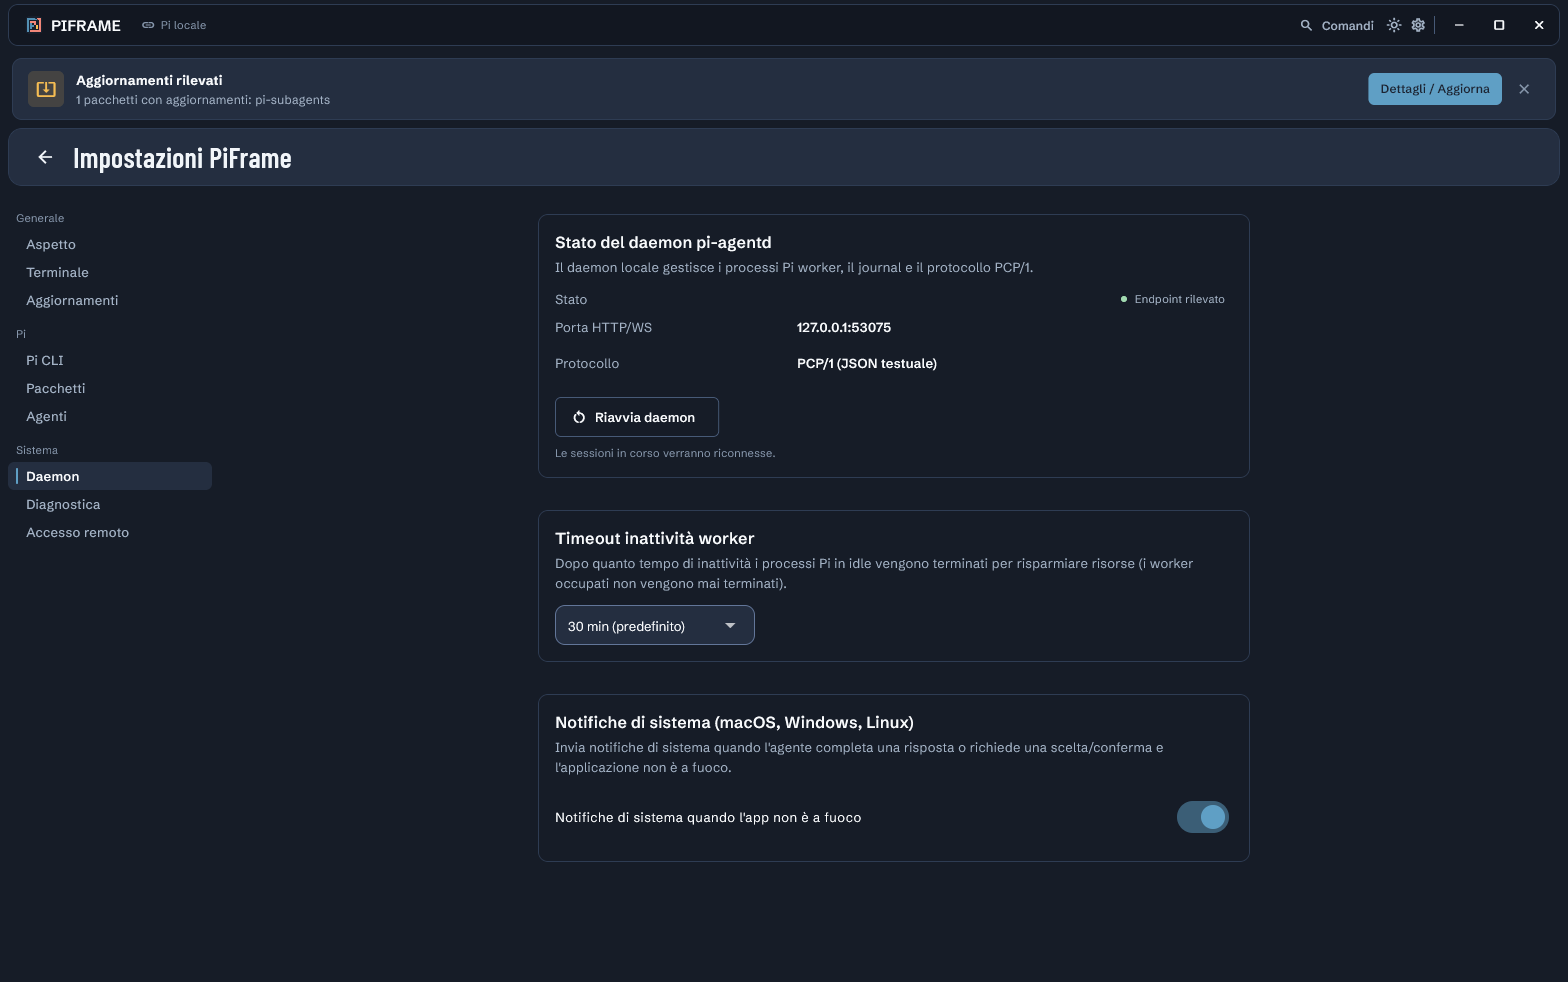 PIFRAME
Pi locale
Comandi
Aggiornamenti rilevati
1 pacchetti con aggiornamenti: pi-subagents
Dettagli / Aggiorna
Impostazioni PiFrame
Generale
Aspetto
Terminale
Aggiornamenti
Pi
Pi CLI
Pacchetti
Agenti
Sistema
Daemon
Diagnostica
Accesso remoto
Stato del daemon pi-agentd
Il daemon locale gestisce i processi Pi worker, il journal e il protocollo PCP/1.
Stato
Endpoint rilevato
Porta HTTP/WS
127.0.0.1:53075
Protocollo
PCP/1 (JSON testuale)
Riavvia daemon
Le sessioni in corso verranno riconnesse.
Timeout inattività worker
Dopo quanto tempo di inattività i processi Pi in idle vengono terminati per risparmiare risorse (i worker
occupati non vengono mai terminati).
30 min (predefinito)
Notifiche di sistema (macOS, Windows, Linux)
Invia notifiche di sistema quando l'agente completa una risposta o richiede una scelta/conferma e
l'applicazione non è a fuoco.
Notifiche di sistema quando l'app non è a fuoco